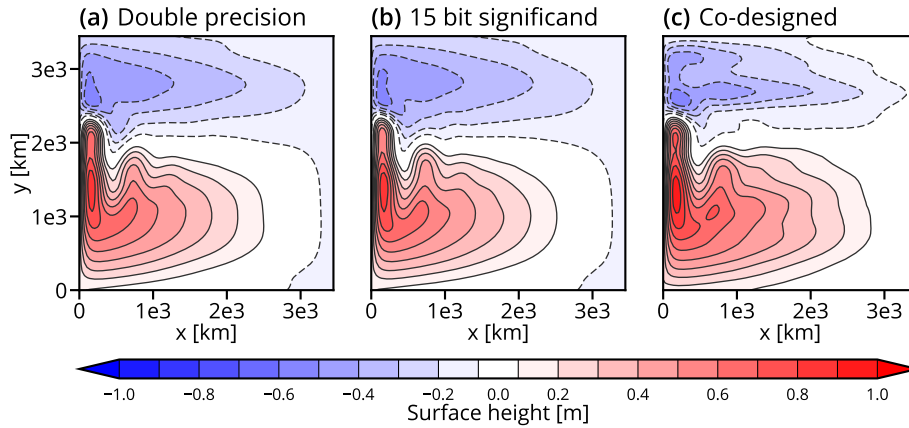 (a) Double precision (b) 15 bit significand (c) Co-designed
3e3
2e3
1e3
0
y [km]
0 1e3 2e3 3e3 0 1e3 2e3 3e3 0 1e3 2e3 3e3
x [km] x [km] x [km]
−1.0 −0.8 −0.6 −0.4 −0.2 0.0 0.2 0.4 0.6 0.8 1.0
Surface height [m]